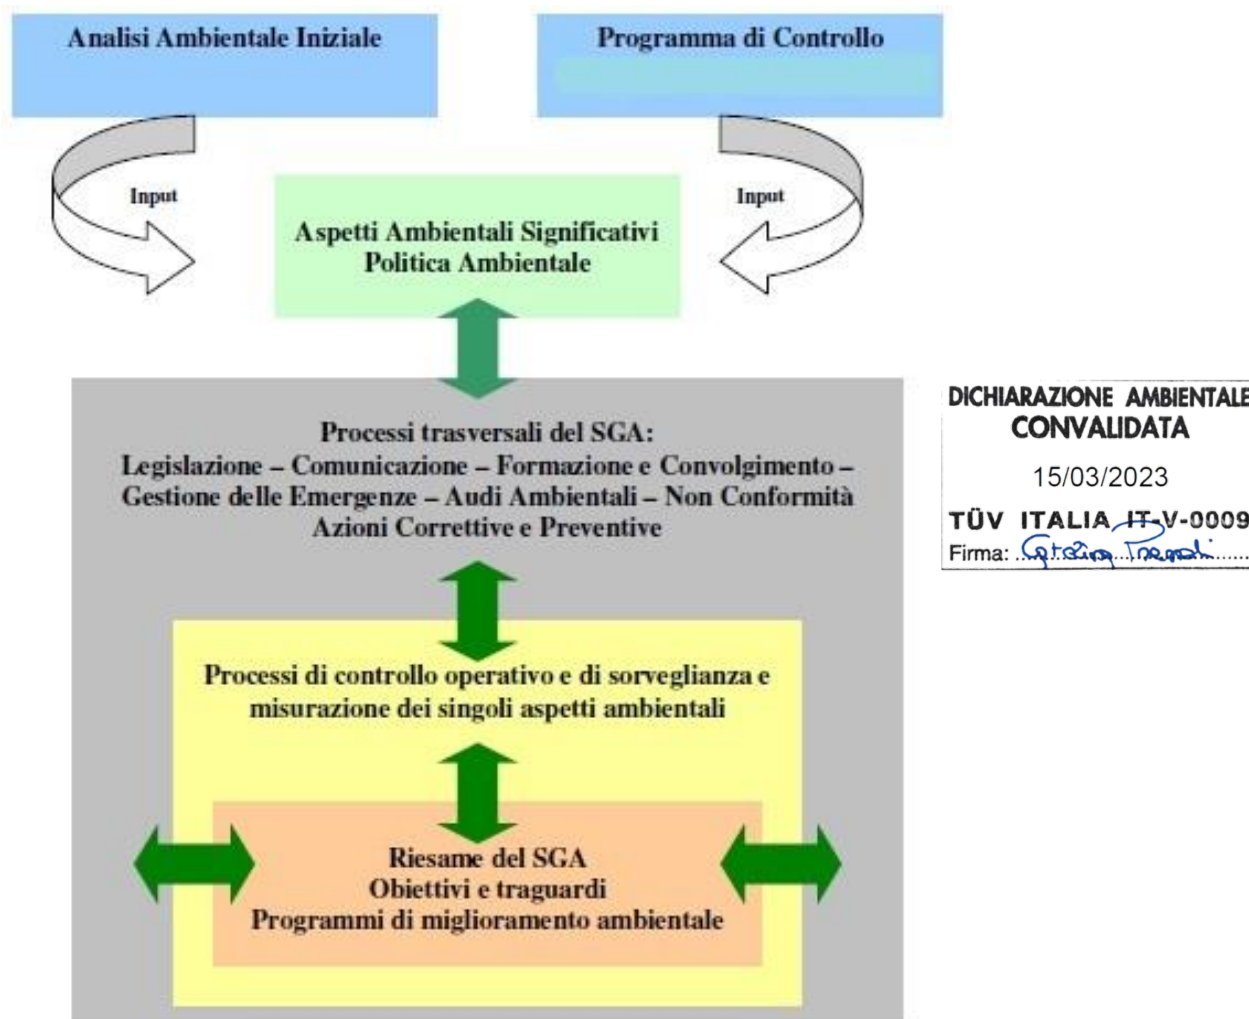 Analisi Ambientale Iniziale
Programma di Controllo
Input
Input
Aspetti Ambientali Significativi
Politica Ambientale
Processi trasversali del SGA:
Legislazione – Comunicazione – Formazione e Convolgimento –
Gestione delle Emergenze – Audi Ambientali – Non Conformità
Azioni Correttive e Preventive
DICHIARAZIONE AMBIENTALE
CONVALIDATA
15/03/2023
TÜV ITALIA IT-V-0009
Firma:
Processi di controllo operativo e di sorveglianza e
misurazione dei singoli aspetti ambientali
Riesame del SGA
Obiettivi e traguardi
Programmi di miglioramento ambientale